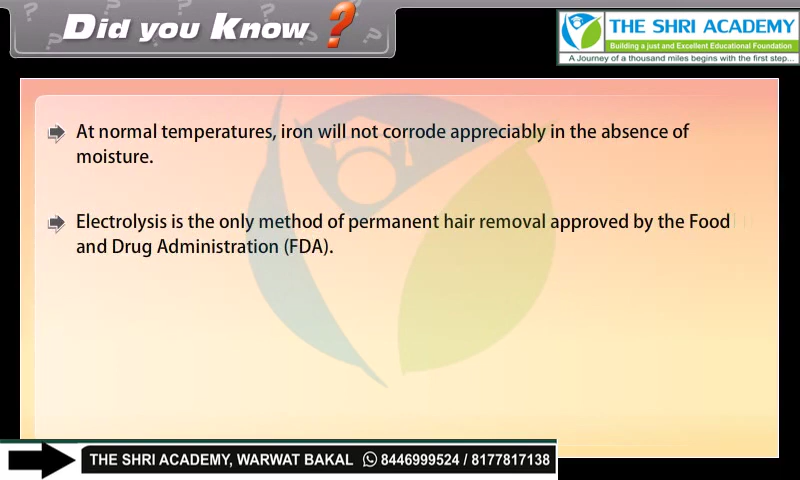 Did you Know ?
THE SHRI ACADEMY
Building a just and Excellent Educational Foundation
A Journey of a thousand miles begins with the first step...
At normal temperatures, iron will not corrode appreciably in the absence of
moisture.
Electrolysis is the only method of permanent hair removal approved by the Food
and Drug Administration (FDA).
THE SHRI ACADEMY, WARWAT BAKAL 8446999524 / 8177817138